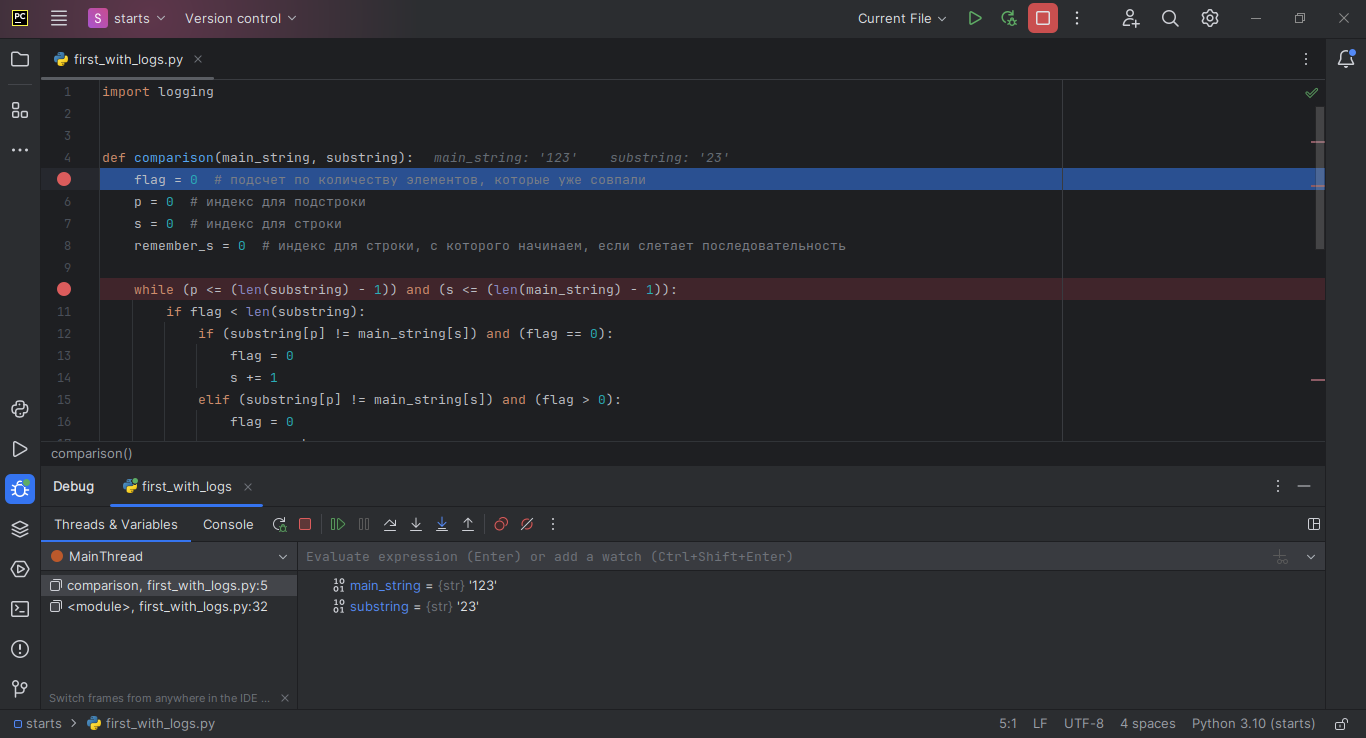 PC
S starts Version control Current File
first_with_logs.py
1 import logging
2
3
4 def comparison(main_string, substring): main_string: '123' substring: '23'
flag = 0 # подсчет по количеству элементов, которые уже совпали
6 p = 0 # индекс для подстроки
7 s = 0 # индекс для строки
8 remember_s = 0 # индекс для строки, с которого начинаем, если слетает последовательность
9
while (p <= (len(substring) - 1)) and (s <= (len(main_string) - 1)):
11 if flag < len(substring):
12 if (substring[p] != main_string[s]) and (flag == 0):
13 flag = 0
14 s += 1
15 elif (substring[p] != main_string[s]) and (flag > 0):
16 flag = 0
comparison()
Debug first_with_logs
Threads & Variables Console
MainThread Evaluate expression (Enter) or add a watch (Ctrl+Shift+Enter)
comparison, first_with_logs.py:5
<module>, first_with_logs.py:32
main_string = {str} '123'
substring = {str} '23'
Switch frames from anywhere in the IDE ...
starts > first_with_logs.py 5:1 LF UTF-8 4 spaces Python 3.10 (starts)